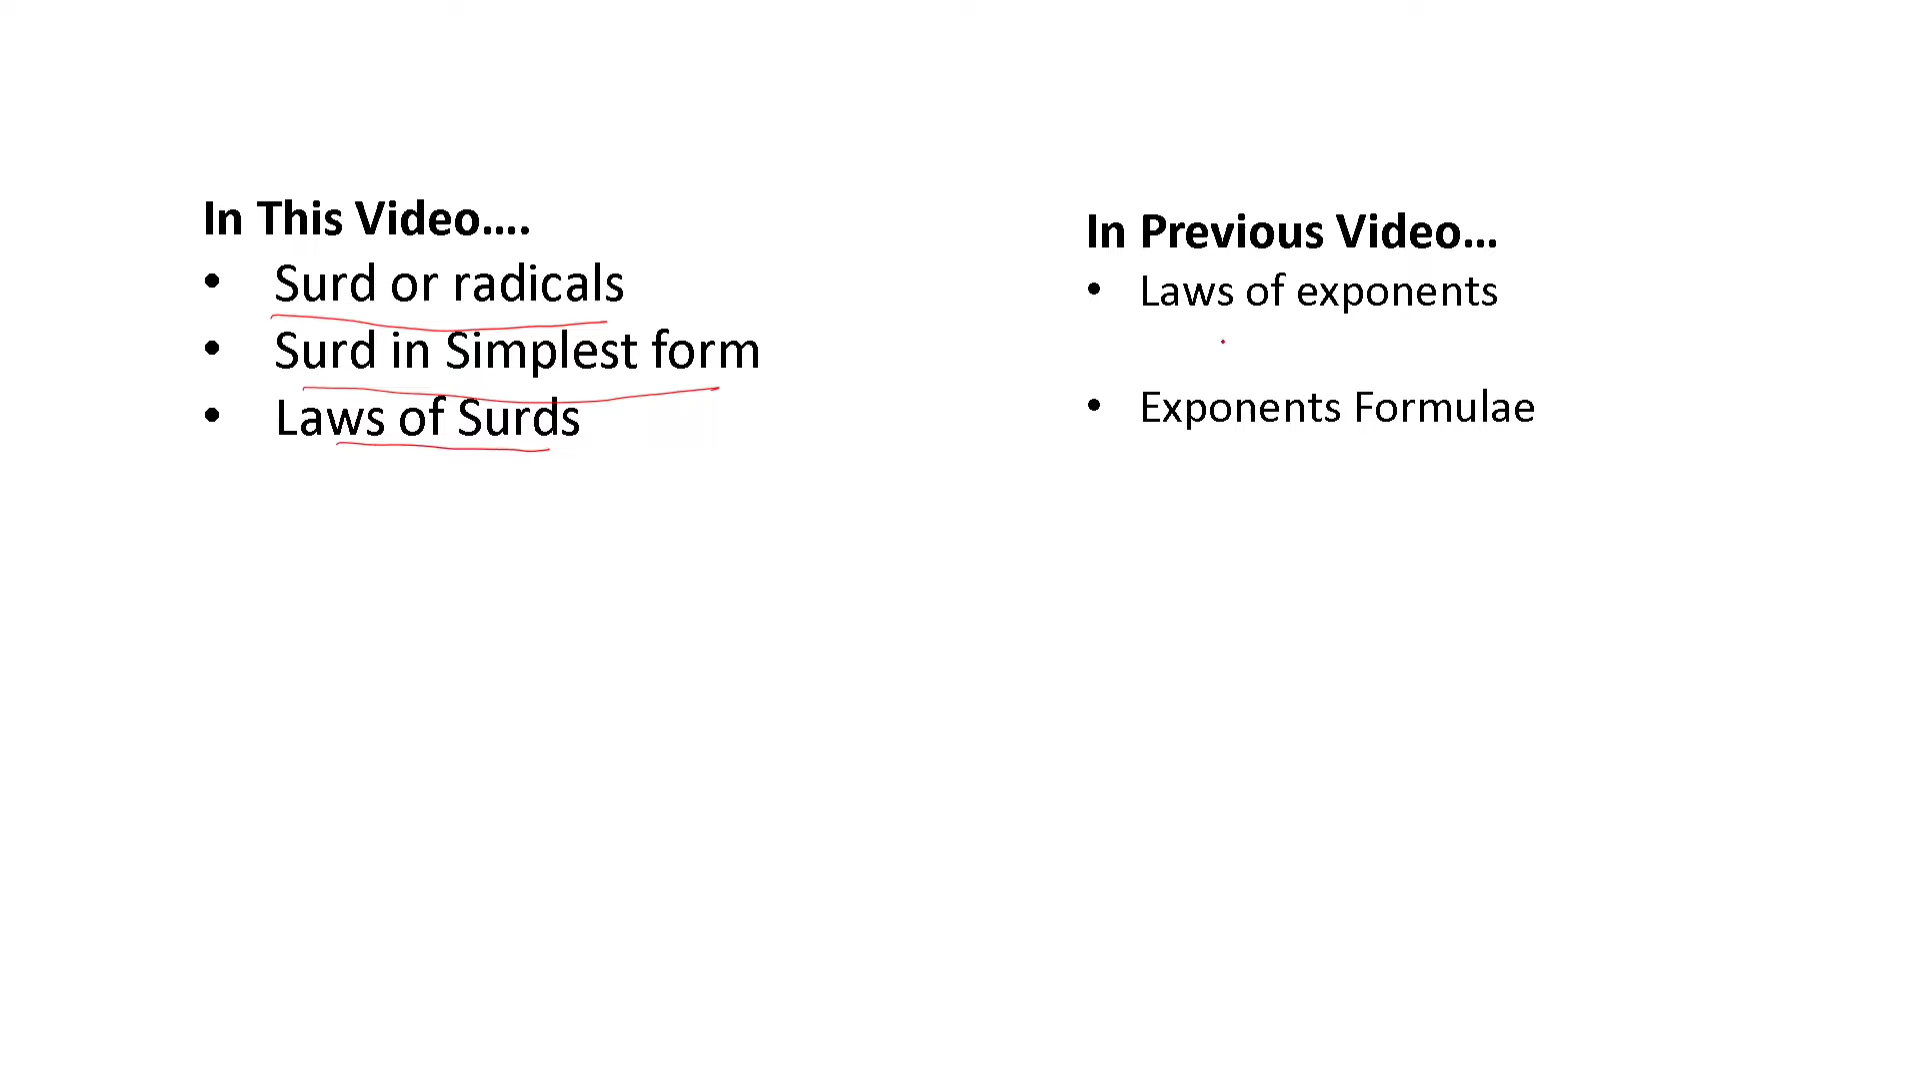 In This Video....
• Surd or radicals
• Surd in Simplest form
• Laws of Surds
In Previous Video...
• Laws of exponents
• Exponents Formulae